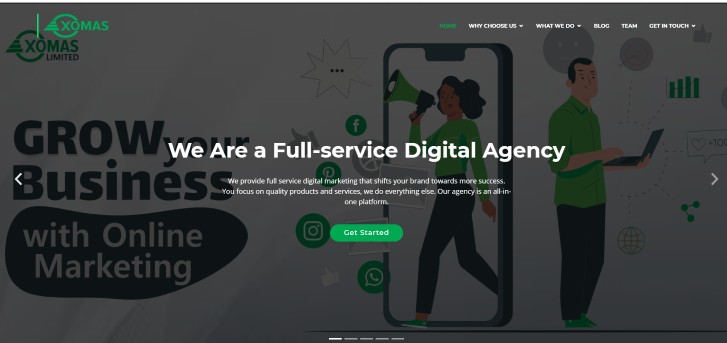 XOMAS
XOMAS
LIMITED
HOME WHY CHOOSE US WHAT WE DO BLOG TEAM GET IN TOUCH
GROW your
Business
with Online
Marketing
We Are a Full-service Digital Agency
We provide full service digital marketing that shifts your brand towards more success.
You focus on quality products and services, we do everything else. Our agency is an all-in-
one platform.
Get Started
+100